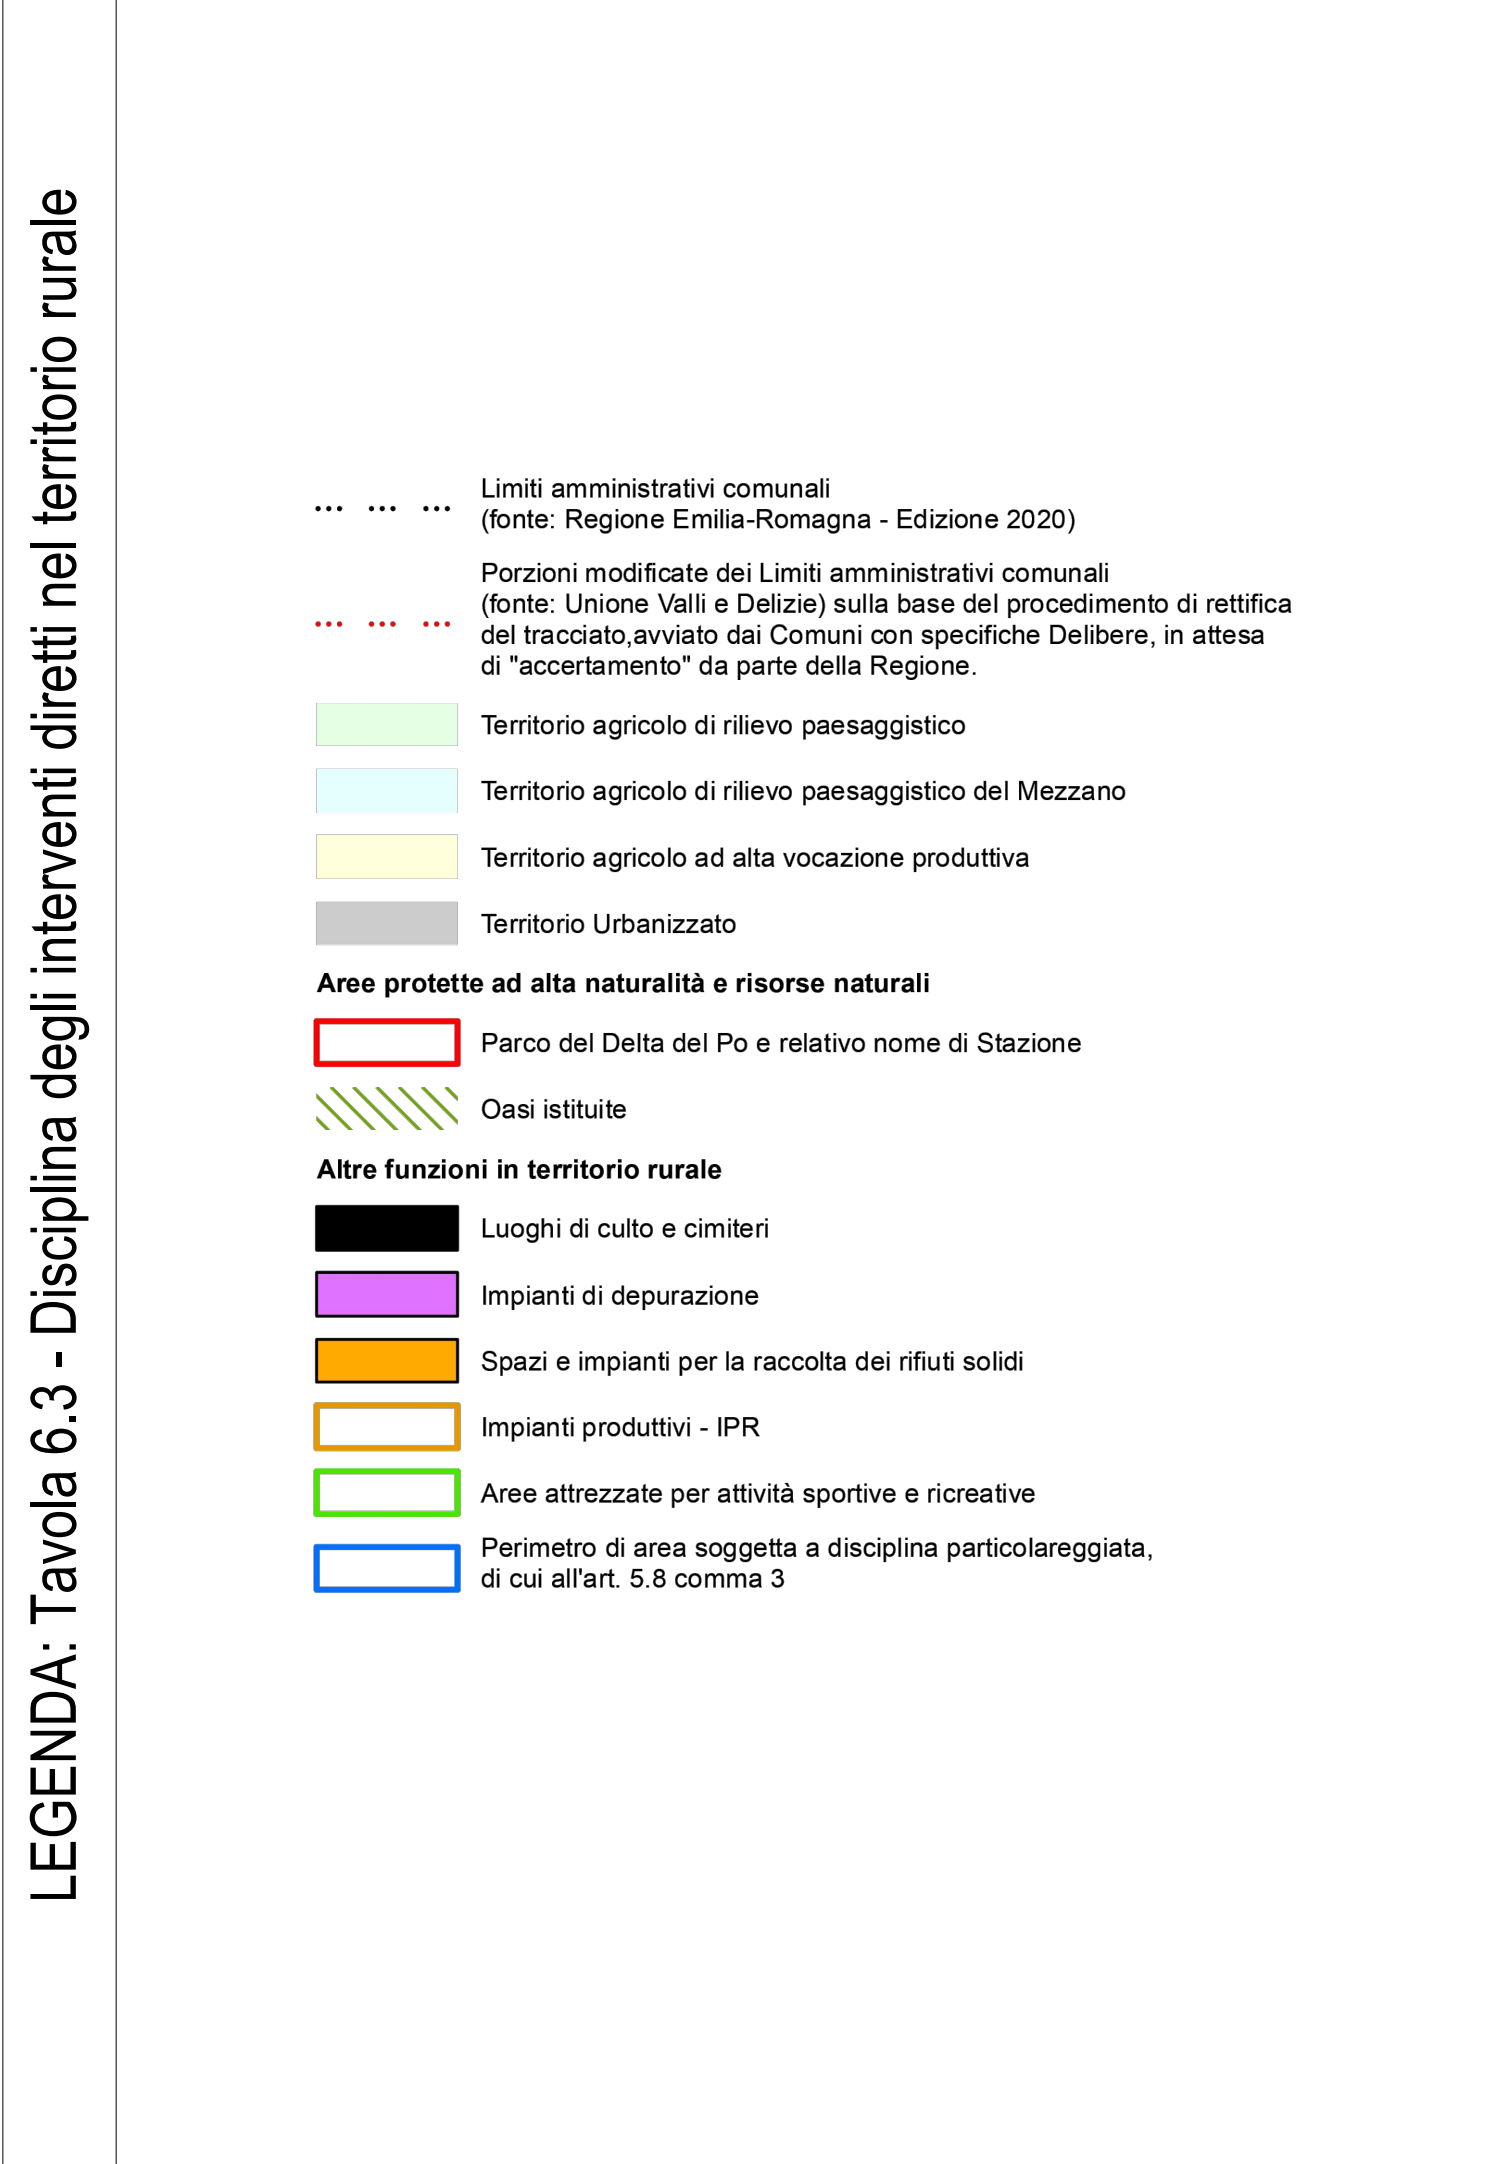 LEGENDA: Tavola 6.3 - Disciplina degli interventi diretti nel territorio rurale
Limiti amministrativi comunali
(fonte: Regione Emilia-Romagna - Edizione 2020)
Porzioni modificate dei Limiti amministrativi comunali
(fonte: Unione Valli e Delizie) sulla base del procedimento di rettifica
del tracciato,avviato dai Comuni con specifiche Delibere, in attesa
di "accertamento" da parte della Regione.
Territorio agricolo di rilievo paesaggistico
Territorio agricolo di rilievo paesaggistico del Mezzano
Territorio agricolo ad alta vocazione produttiva
Territorio Urbanizzato
Aree protette ad alta naturalità e risorse naturali
Parco del Delta del Po e relativo nome di Stazione
Oasi istituite
Altre funzioni in territorio rurale
Luoghi di culto e cimiteri
Impianti di depurazione
Spazi e impianti per la raccolta dei rifiuti solidi
Impianti produttivi - IPR
Aree attrezzate per attività sportive e ricreative
Perimetro di area soggetta a disciplina particolareggiata,
di cui all'art. 5.8 comma 3